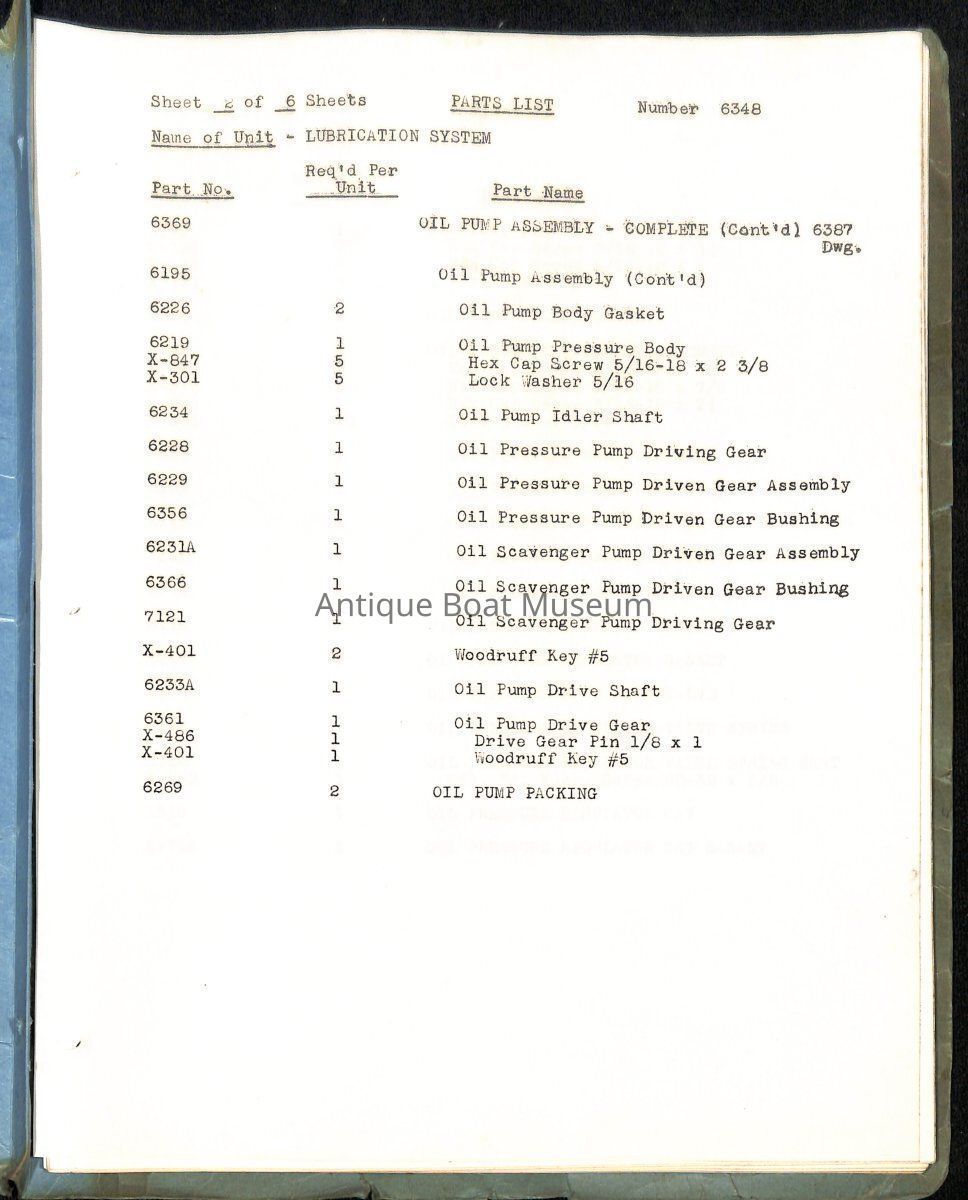 Sheet 2 of 6 Sheets PARTS LIST Number 6348
Name of Unit - LUBRICATION SYSTEM
Part No. Req'd Per Unit Part Name
6369 OIL PUMP ASSEMBLY - COMPLETE (Cont'd) 6387
Dwg.
6195 Oil Pump Assembly (Cont'd)
6226 2 Oil Pump Body Gasket
6219 1 Oil Pump Pressure Body
X-847 5 Hex Cap Screw 5/16-18 x 2 3/8
X-301 5 Lock Washer 5/16
6234 1 Oil Pump Idler Shaft
6228 1 Oil Pressure Pump Driving Gear
6229 1 Oil Pressure Pump Driven Gear Assembly
6356 1 Oil Pressure Pump Driven Gear Bushing
6231A 1 Oil Scavenger Pump Driven Gear Assembly
6366 1 Oil Scavenger Pump Driven Gear Bushing
Antique Boat Museum
7121 1 Oil Scavenger Pump Driving Gear
X-401 2 Woodruff Key #5
6233A 1 Oil Pump Drive Shaft
6361 1 Oil Pump Drive Gear
X-486 1 Drive Gear Pin 1/8 x 1
X-401 1 Woodruff Key #5
6269 2 OIL PUMP PACKING